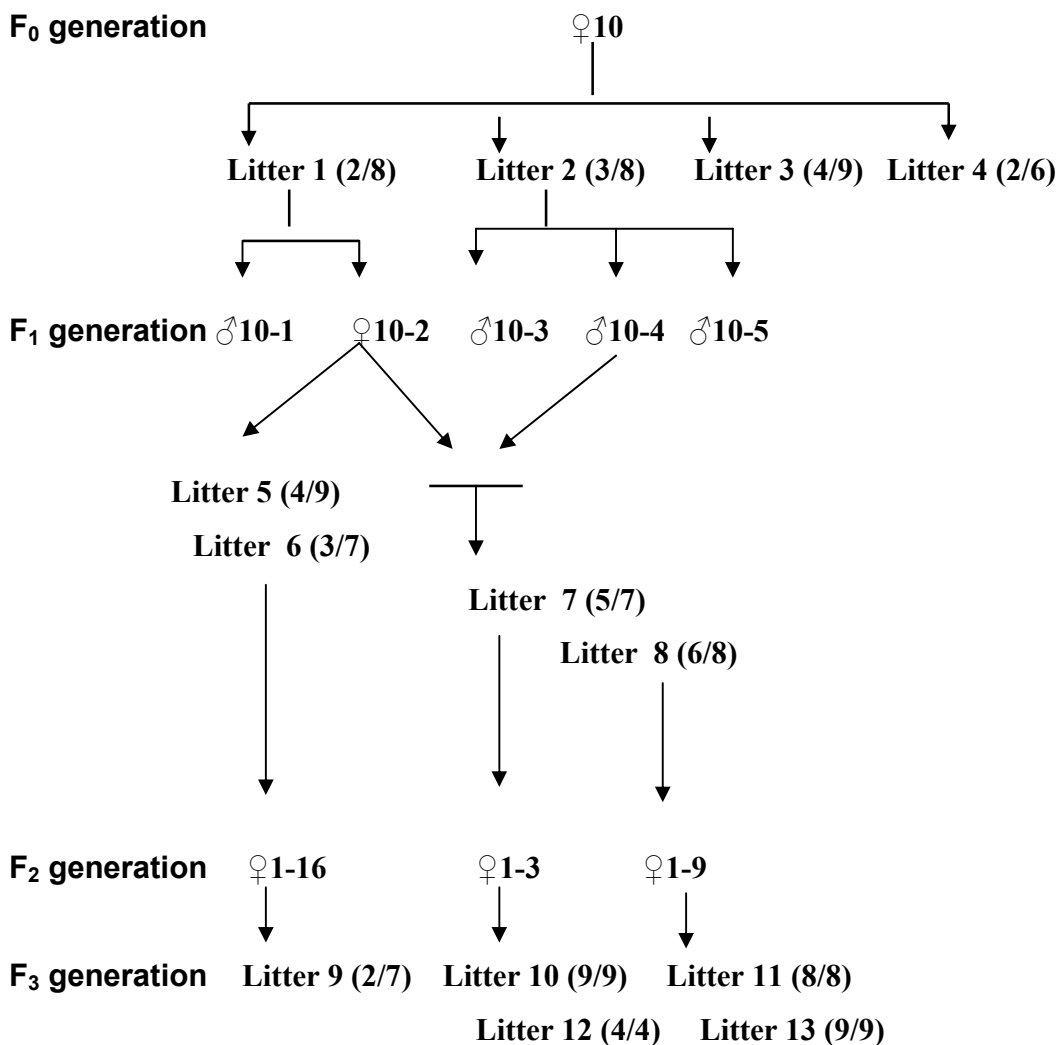 F₀ generation ♀10
Litter 1 (2/8) Litter 2 (3/8) Litter 3 (4/9) Litter 4 (2/6)
F₁ generation ♂10-1 ♀10-2 ♂10-3 ♂10-4 ♂10-5
Litter 5 (4/9)
Litter 6 (3/7)
Litter 7 (5/7)
Litter 8 (6/8)
F₂ generation ♀1-16 ♀1-3 ♀1-9
F₃ generation Litter 9 (2/7) Litter 10 (9/9) Litter 11 (8/8)
Litter 12 (4/4) Litter 13 (9/9)